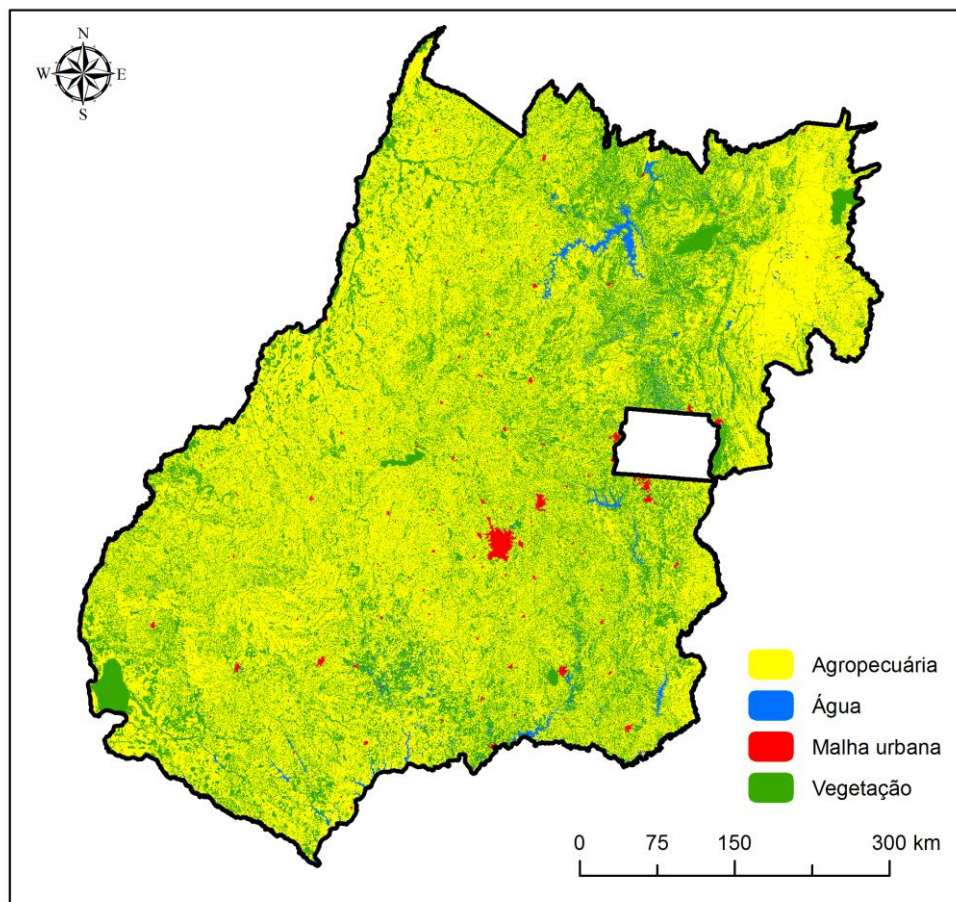 N
W E
S
Agropecuária
Água
Malha urbana
Vegetação
0 75 150 300 km